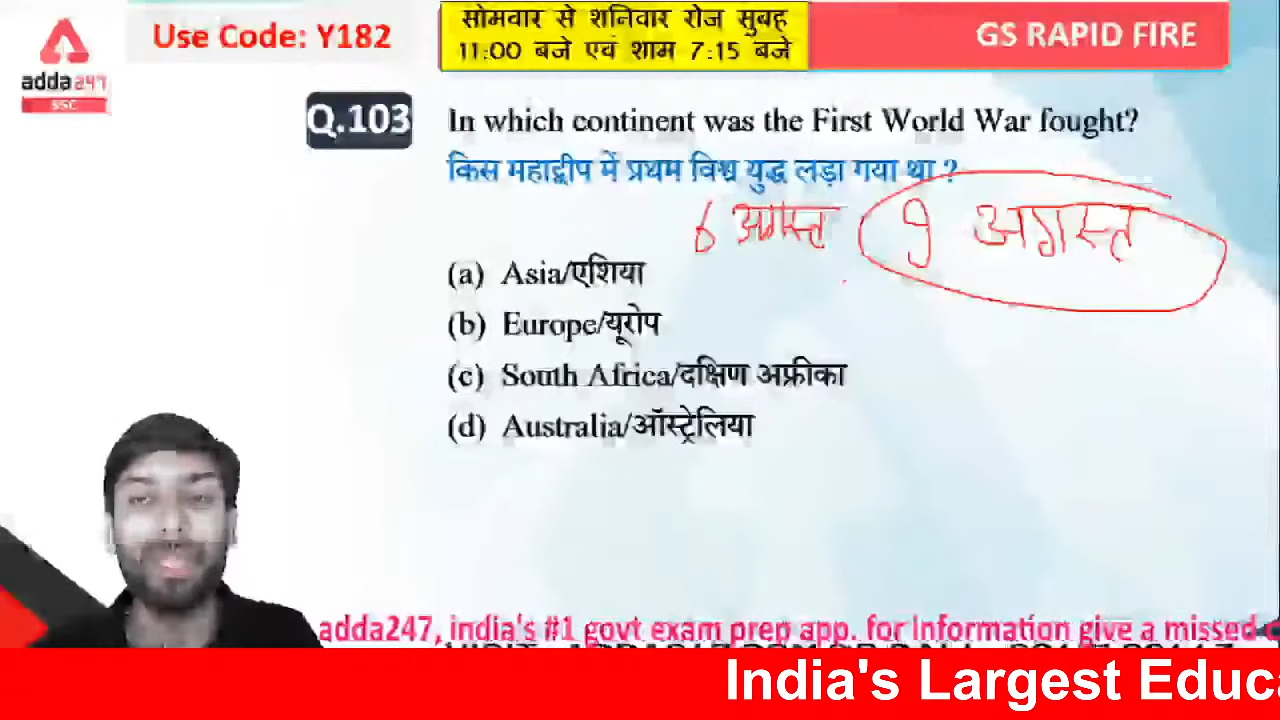 Use Code: Y182
सोमवार से शनिवार रोज सुबह
11:00 बजे एवं शाम 7:15 बजे
GS RAPID FIRE
adda247
SSC
Q.103
In which continent was the First World War fought?
किस महाद्वीप में प्रथम विश्व युद्ध लड़ा गया था ?
6 अगस्त
9 अगस्त
(a) Asia/एशिया
(b) Europe/यूरोप
(c) South Africa/दक्षिण अफ्रीका
(d) Australia/ऑस्ट्रेलिया
adda247, india's #1 govt exam prep app. for information give a missed
India's Largest